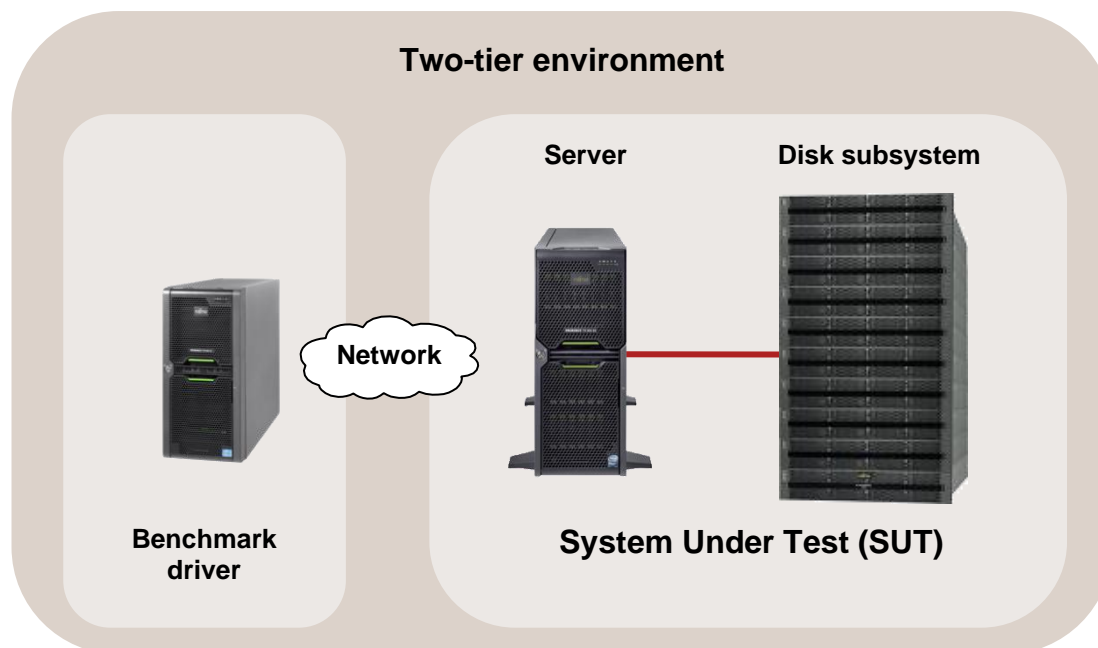 Two-tier environment
Server
Disk subsystem
Network
Benchmark
driver
System Under Test (SUT)